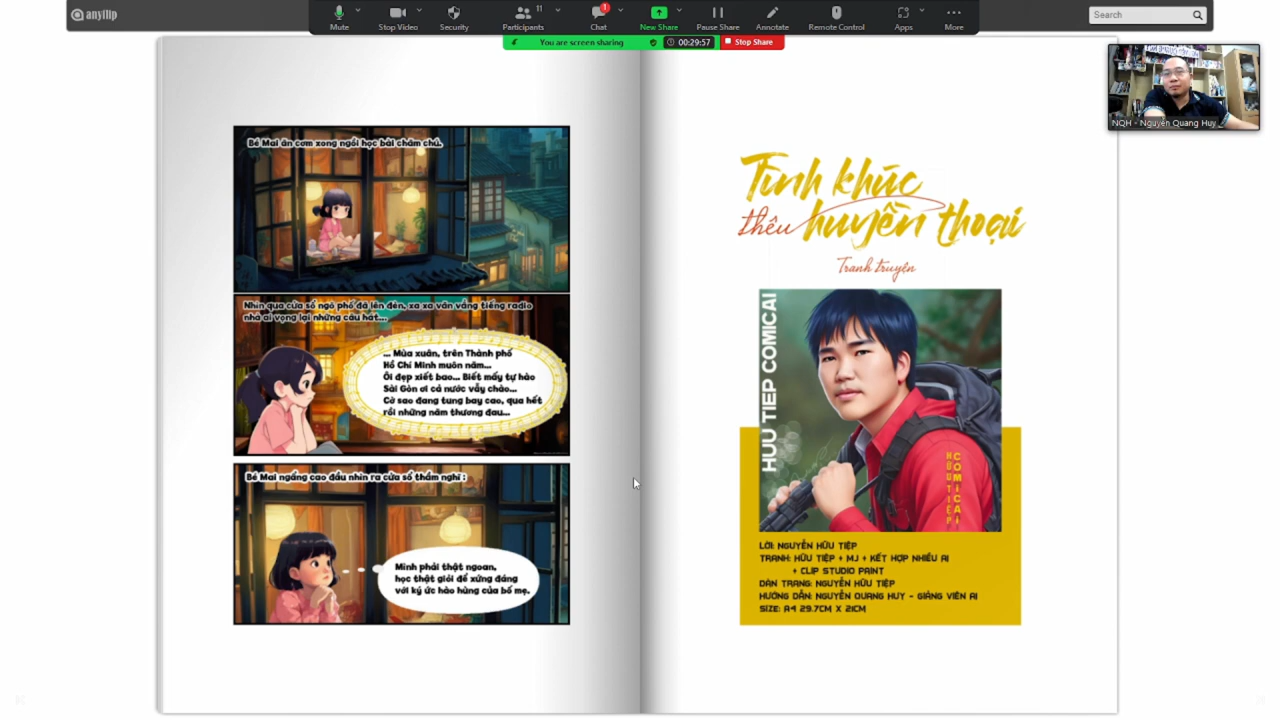 anyflip
Mute
Stop Video
Security
Participants
11
Chat
1
New Share
Pause Share
Annotate
Remote Control
Apps
More
Search
You are screen sharing
00:29:57
Stop Share
NQH - Nguyễn Quang Huy
Bé Mai ăn cơm xong ngồi học bài chăm chú.
Nhìn qua cửa sổ ngỏ phố đã lên đèn, xa xa văn vẳng tiếng radio
nhà ai vọng lại những câu hát...
... Mùa xuân, trên Thành phố
Hồ Chí Minh muôn năm...
Ôi đẹp xiết bao... Biết mấy tự hào
Sài Gòn ơi cả nước vẫy chào...
Cờ sao đang tung bay cao, qua hết
rồi những năm thương đau...
Bé Mai ngẩng cao đầu nhìn ra cửa sổ thầm nghĩ :
Mình phải thật ngoan,
học thật giỏi để xứng đáng
với ký ức hào hùng của bố mẹ.
Tình khúc
thêu huyền thoại
Tranh truyện
HUU TIEP COMICAI
HUU TIEP
COMICAI
LỜI: NGUYỄN HỮU TIỆP
TRANH: HỮU TIỆP + MJ + KẾT HỢP NHIỀU AI
+ CLIP STUDIO PAINT
DÀN TRANG: NGUYỄN HỮU TIỆP
HƯỚNG DẪN: NGUYỄN QUANG HUY - GIẢNG VIÊN AI
SIZE: A4 29.7CM X 21CM